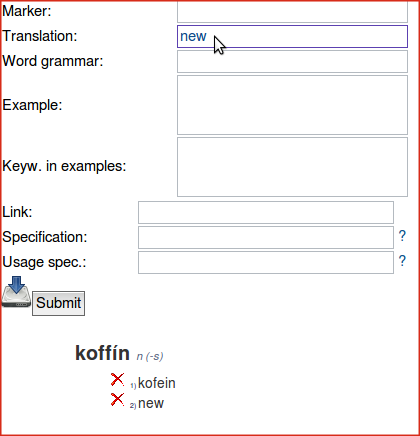 Marker:
Translation: new
Word grammar:
Example:
Keyw. in examples:
Link:
Specification: ?
Usage spec.: ?
Submit
koffín n (-s)
1) kofein
2) new